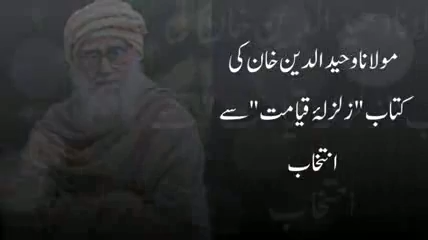 مولانا وحید الدین خان کی
کتاب "زلزلۂ قیامت" سے
انتخاب